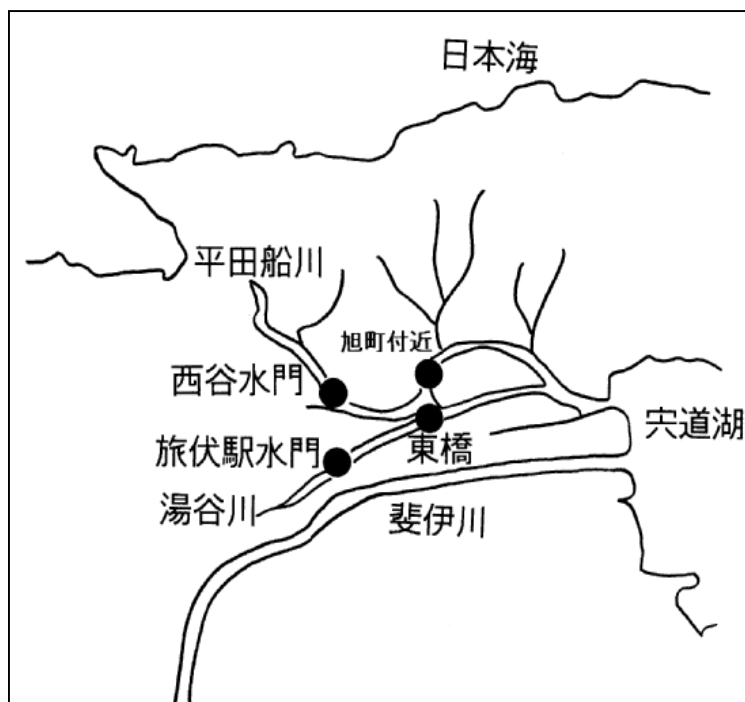 日本海
平田船川
旭町付近
西谷水門
宍道湖
旅伏駅水門
東橋
湯谷川
斐伊川